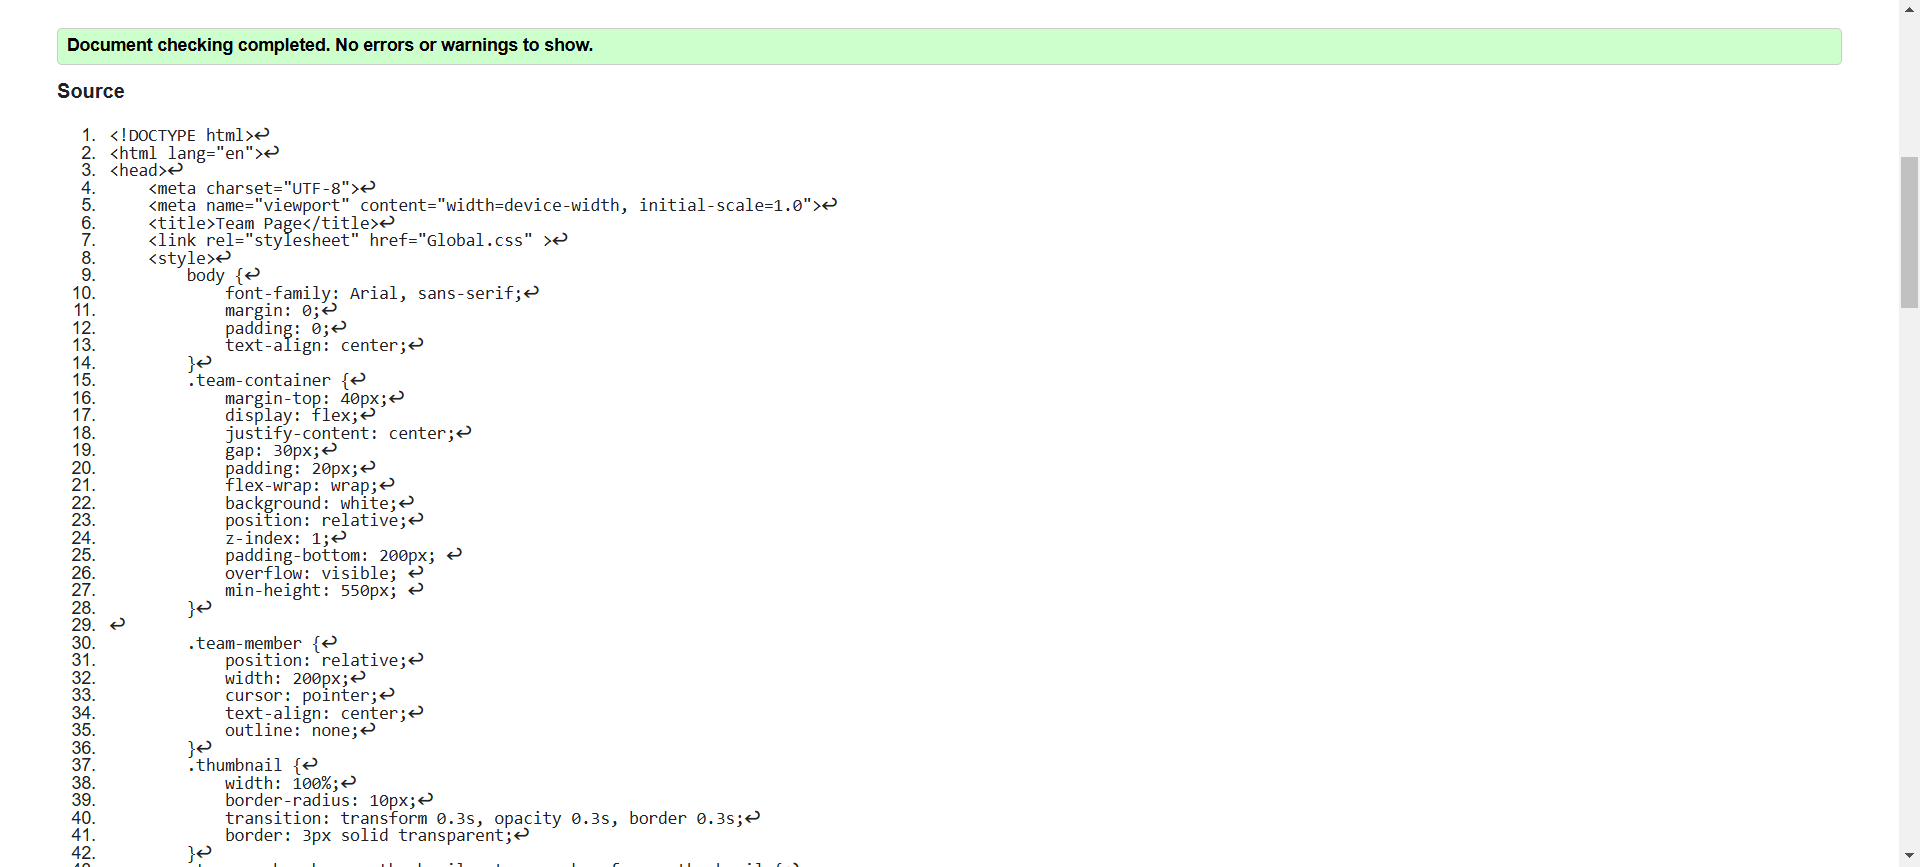 Document checking completed. No errors or warnings to show.
Source
1. <!DOCTYPE html>↩
2. <html lang="en">↩
3. <head>↩
4.     <meta charset="UTF-8">↩
5.     <meta name="viewport" content="width=device-width, initial-scale=1.0">↩
6.     <title>Team Page</title>↩
7.     <link rel="stylesheet" href="Global.css" >↩
8.     <style>↩
9.         body {↩
10.             font-family: Arial, sans-serif;↩
11.             margin: 0;↩
12.             padding: 0;↩
13.             text-align: center;↩
14.         }↩
15.         .team-container {↩
16.             margin-top: 40px;↩
17.             display: flex;↩
18.             justify-content: center;↩
19.             gap: 30px;↩
20.             padding: 20px;↩
21.             flex-wrap: wrap;↩
22.             background: white;↩
23.             position: relative;↩
24.             z-index: 1;↩
25.             padding-bottom: 200px; ↩
26.             overflow: visible; ↩
27.             min-height: 550px; ↩
28.         }↩
29. ↩
30.         .team-member {↩
31.             position: relative;↩
32.             width: 200px;↩
33.             cursor: pointer;↩
34.             text-align: center;↩
35.             outline: none;↩
36.         }↩
37.         .thumbnail {↩
38.             width: 100%;↩
39.             border-radius: 10px;↩
40.             transition: transform 0.3s, opacity 0.3s, border 0.3s;↩
41.             border: 3px solid transparent;↩
42.         }↩